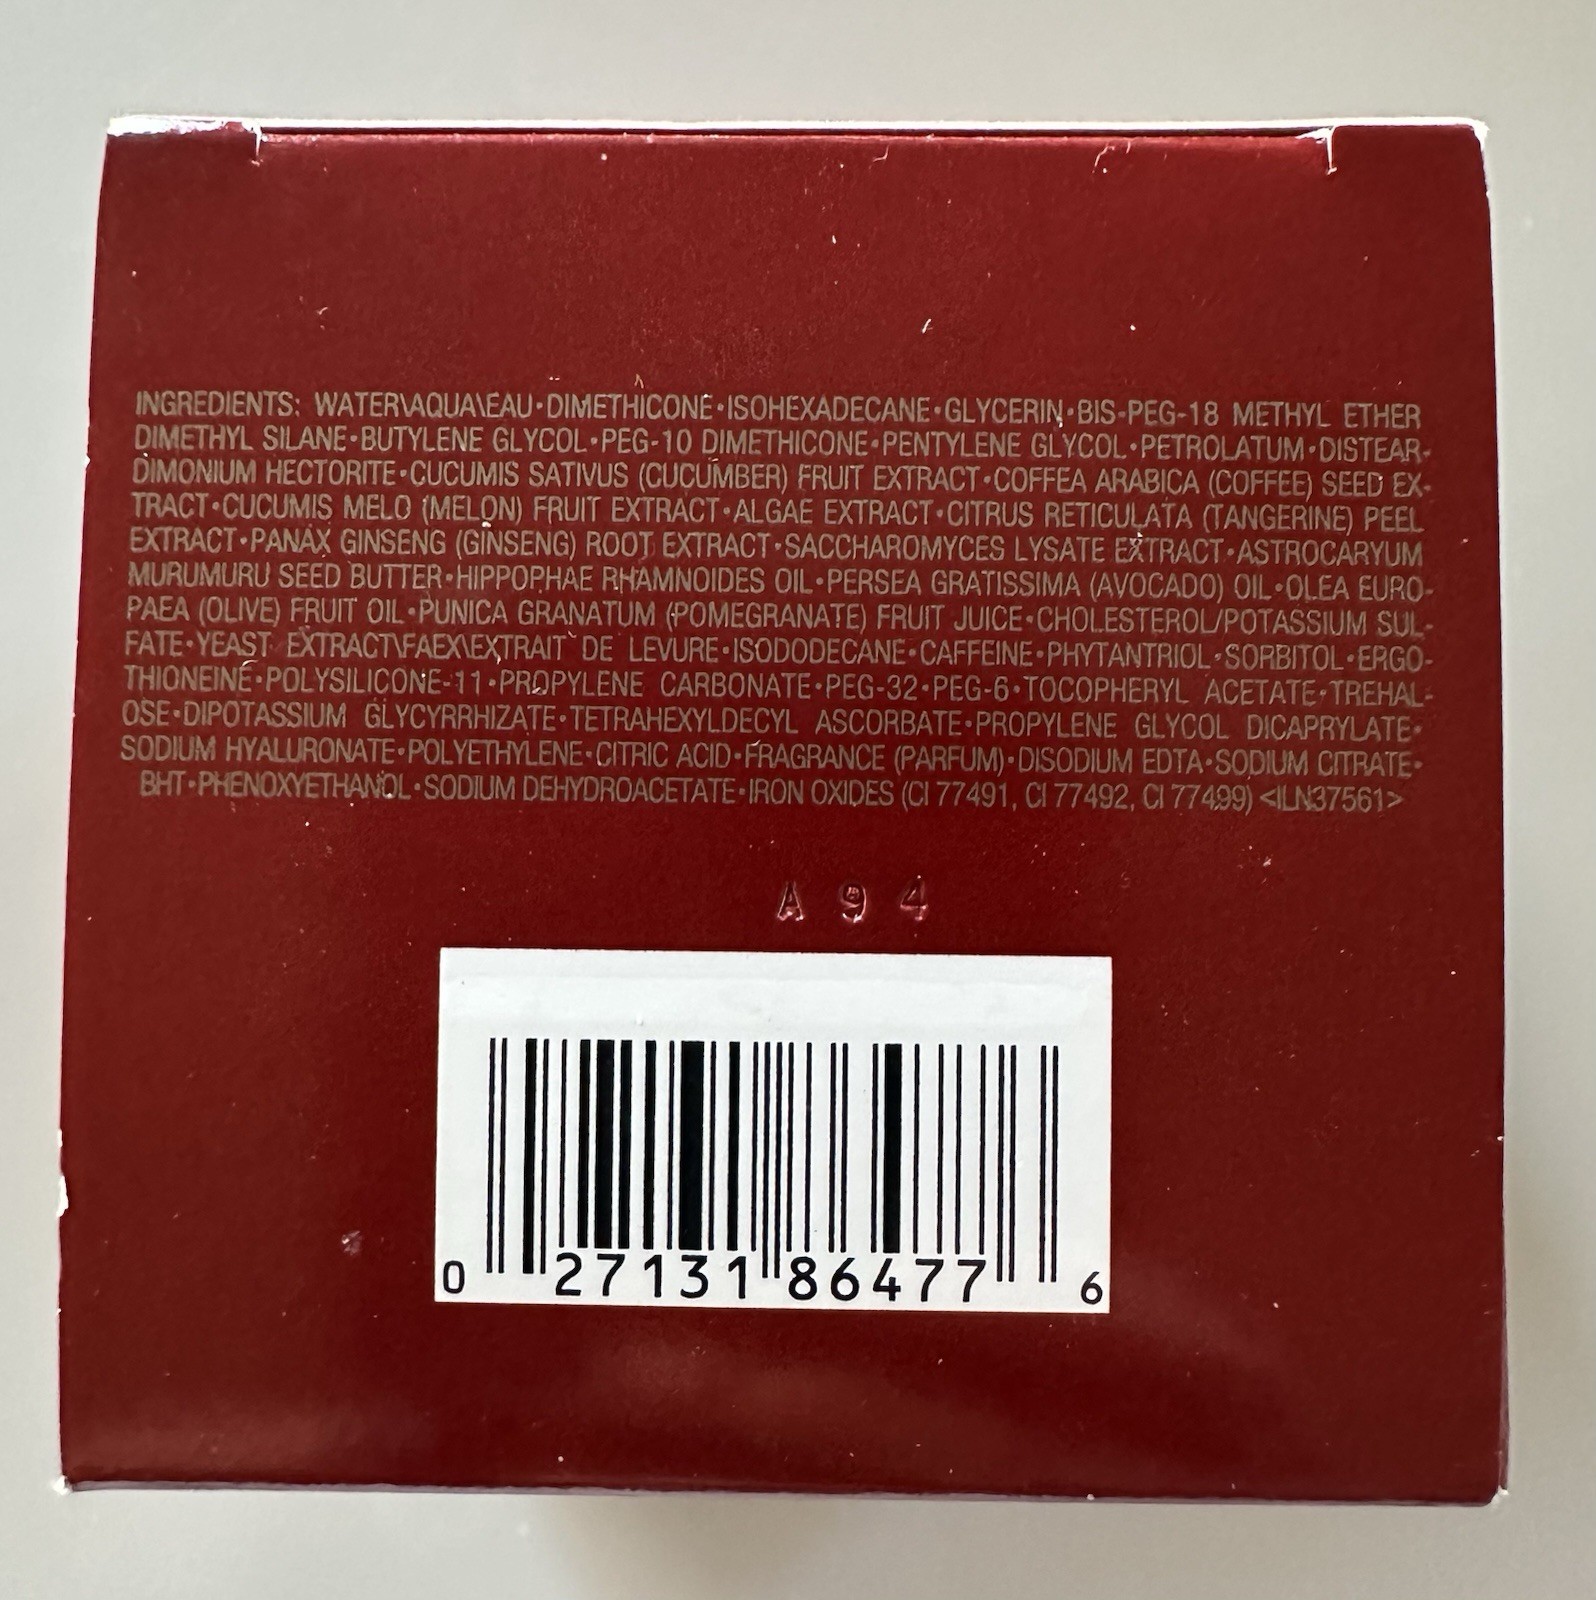 INGREDIENTS: WATER\AQUA\EAU•DIMETHICONE•ISOHEXADECANE•GLYCERIN•BIS-PEG-18 METHYL ETHER
DIMETHYL SILANE•BUTYLENE GLYCOL•PEG-10 DIMETHICONE•PENTYLENE GLYCOL•PETROLATUM•DISTEAR-
DIMONIUM HECTORITE•CUCUMIS SATIVUS (CUCUMBER) FRUIT EXTRACT•COFFEA ARABICA (COFFEE) SEED EX-
TRACT•CUCUMIS MELO (MELON) FRUIT EXTRACT•ALGAE EXTRACT•CITRUS RETICULATA (TANGERINE) PEEL
EXTRACT•PANAX GINSENG (GINSENG) ROOT EXTRACT•SACCHAROMYCES LYSATE EXTRACT•ASTROCARYUM
MURUMURU SEED BUTTER•HIPPOPHAE RHAMNOIDES OIL•PERSEA GRATISSIMA (AVOCADO) OIL•OLEA EURO-
PAEA (OLIVE) FRUIT OIL•PUNICA GRANATUM (POMEGRANATE) FRUIT JUICE•CHOLESTEROL/POTASSIUM SUL-
FATE•YEAST EXTRACT\FAEX\EXTRAIT DE LEVURE•ISODODECANE•CAFFEINE•PHYTANTRIOL•SORBITOL•ERGO-
THIONEINE•POLYSILICONE-11•PROPYLENE CARBONATE•PEG-32•PEG-6•TOCOPHERYL ACETATE•TREHAL-
OSE•DIPOTASSIUM GLYCYRRHIZATE•TETRAHEXYLDECYL ASCORBATE•PROPYLENE GLYCOL DICAPRYLATE•
SODIUM HYALURONATE•POLYETHYLENE•CITRIC ACID•FRAGRANCE (PARFUM)•DISODIUM EDTA•SODIUM CITRATE•
BHT•PHENOXYETHANOL•SODIUM DEHYDROACETATE•IRON OXIDES (CI 77491, CI 77492, CI 77499) <ILN37561>
A94
0 27131 86477 6